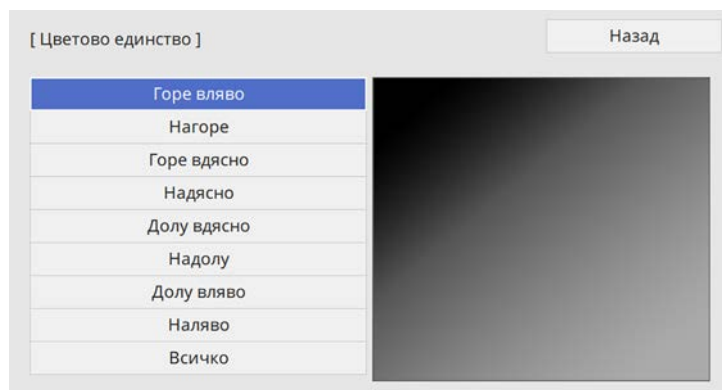 [ Цветово единство ]
Назад
Горе вляво
Нагоре
Горе вдясно
Надясно
Долу вдясно
Надолу
Долу вляво
Наляво
Всичко